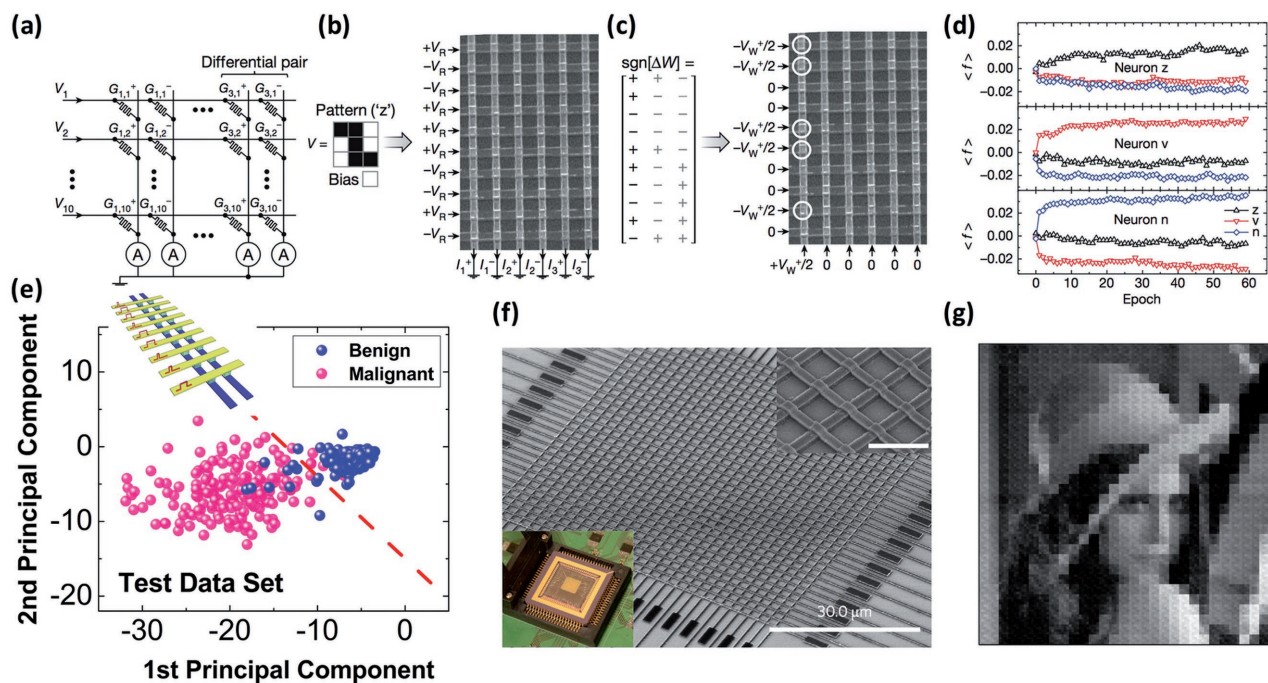 (a)
Differential pair
V1 G1,1+ G1,1− ••• G3,1+ G3,1−
V2 G1,2+ G1,2− G3,2+ G3,2−
V10 G1,10+ G1,10− ••• G3,10+ G3,10−
A A A A
(b)
Pattern ('z')
V =
Bias
+VR
−VR
−VR
+VR
+VR
+VR
−VR
−VR
+VR
−VR
I1+ I1− I2+ I2− I3+ I3−
(c)
sgn[ΔW] =
+ + −
+ − −
− − −
− − −
− − −
+ + −
− − +
− − +
− − +
+ − +
− + +
−VW+/2
−VW+/2
0
0
−VW+/2
−VW+/2
0
0
−VW+/2
0
+VW+/2 0 0 0 0 0
(d)
<f>
0.02
0.00
−0.02
Neuron z
<f>
0.02
0.00
−0.02
Neuron v
<f>
0.02
0.00
−0.02
Neuron n
z
v
n
0 10 20 30 40 50 60
Epoch
(e)
2nd Principal Component
10
0
-10
-20
Benign
Malignant
Test Data Set
-30 -20 -10 0
1st Principal Component
(f)
30.0 μm
(g)